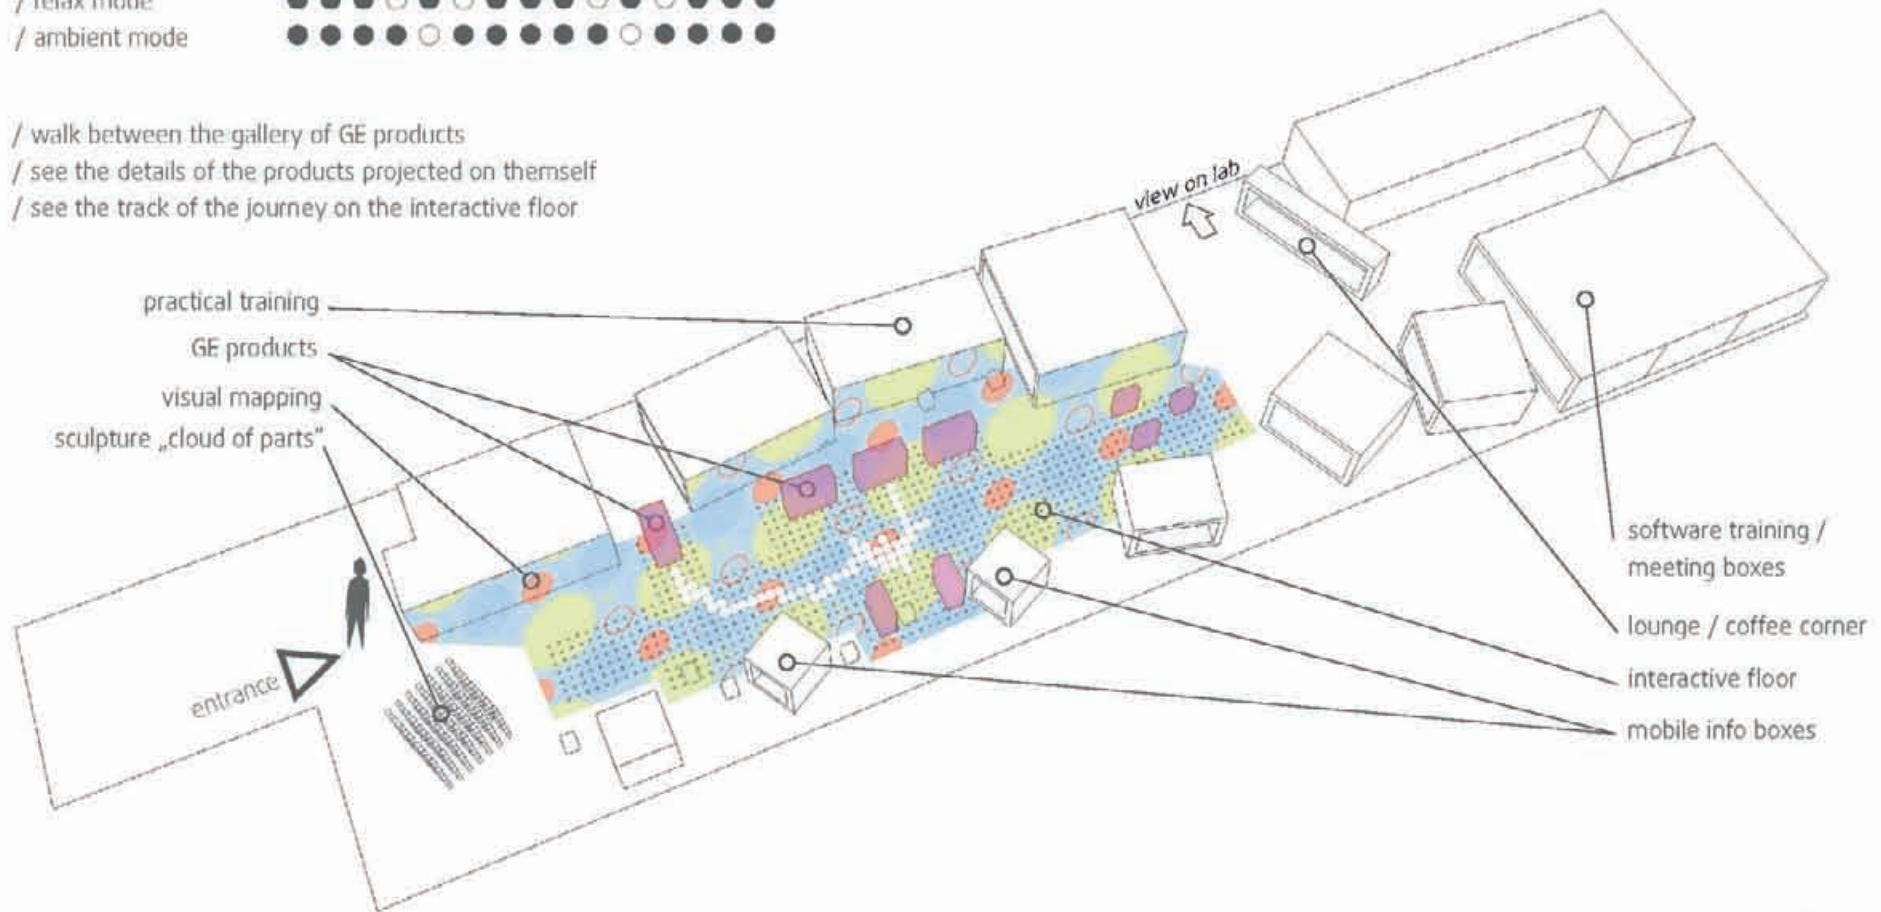 / relax mode
/ ambient mode
/ walk between the gallery of GE products
/ see the details of the products projected on themself
/ see the track of the journey on the interactive floor
view on lab
practical training
GE products
visual mapping
sculpture „cloud of parts"
entrance
software training /
meeting boxes
lounge / coffee corner
interactive floor
mobile info boxes